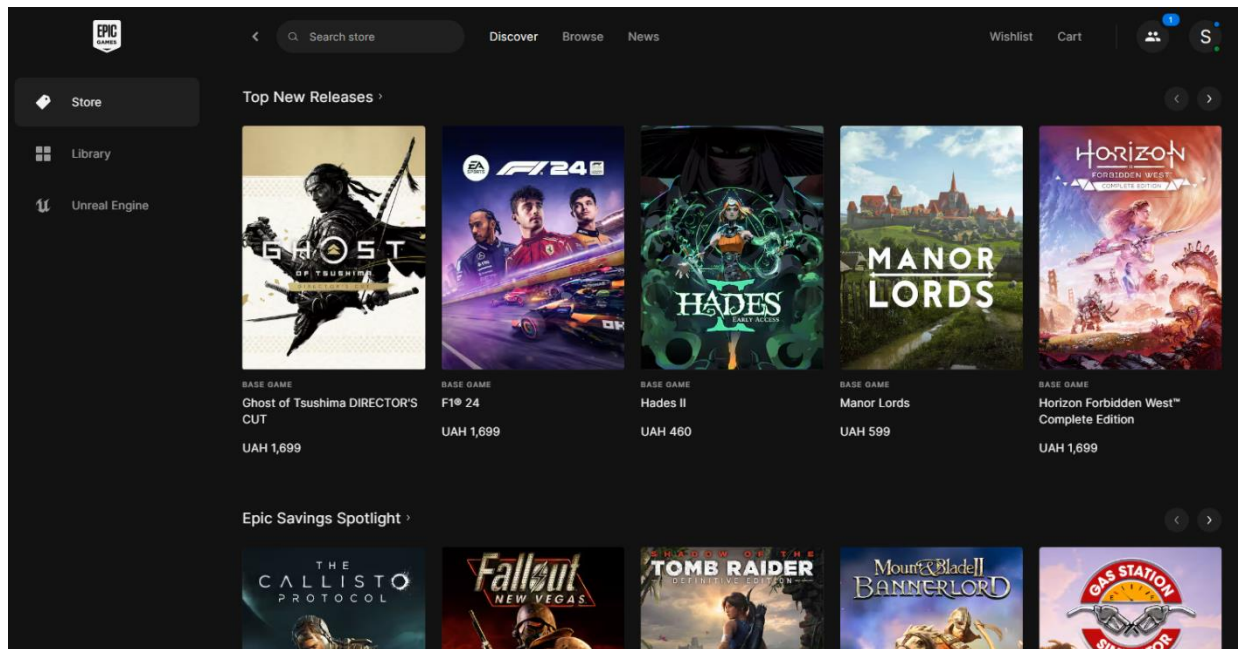 EPIC
GAMES
Search store
Discover
Browse
News
Wishlist
Cart
1
S
Store
Library
Unreal Engine
Top New Releases
GHOST
OF TSUSHIMA
DIRECTOR'S CUT
EA
SPORTS
F1 24
HADES
II
EARLY ACCESS
MANOR
LORDS
HORIZON
FORBIDDEN WEST
COMPLETE EDITION
BASE GAME
Ghost of Tsushima DIRECTOR'S
CUT
UAH 1,699
BASE GAME
F1® 24
UAH 1,699
BASE GAME
Hades II
UAH 460
BASE GAME
Manor Lords
UAH 599
BASE GAME
Horizon Forbidden West™
Complete Edition
UAH 1,699
Epic Savings Spotlight
THE
CALLISTO
PROTOCOL
Fallout
NEW VEGAS
SHADOW OF THE
TOMB RAIDER
DEFINITIVE EDITION
Mount & Blade II
BANNERLORD
GAS STATION